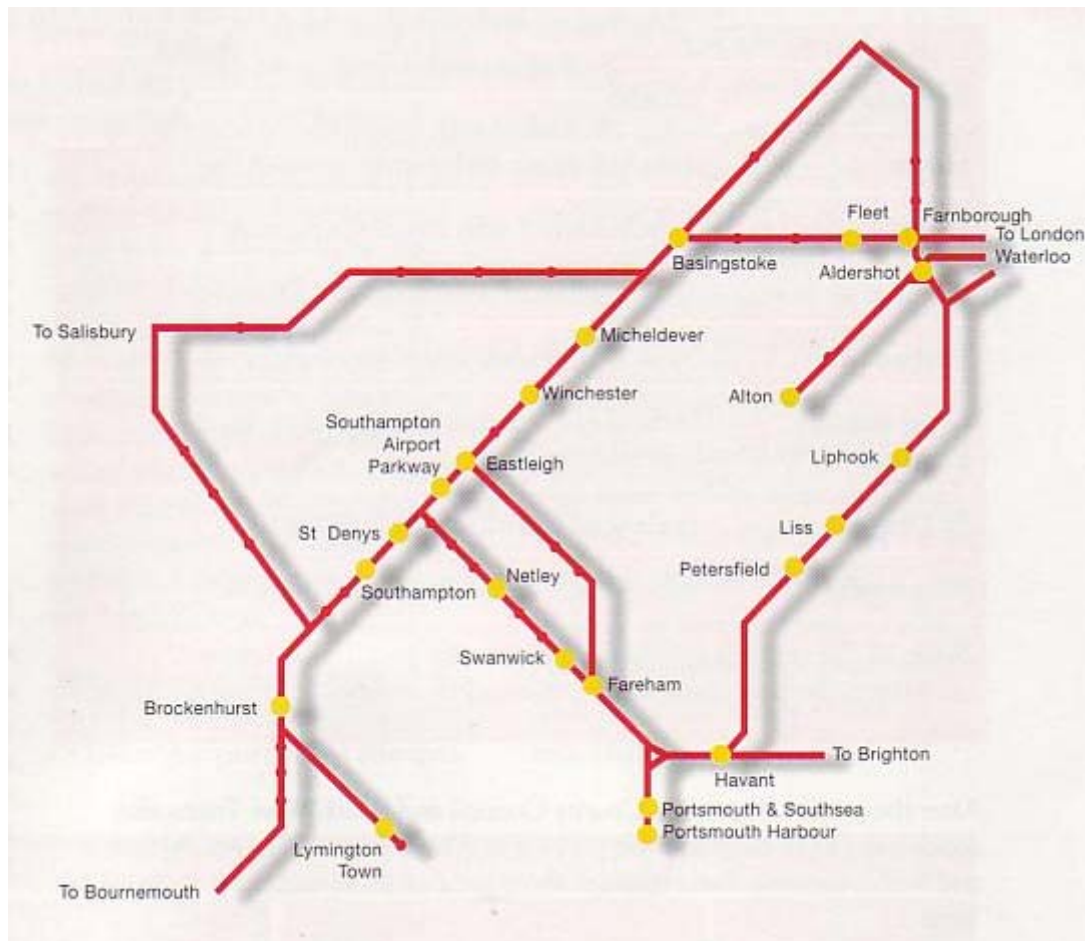 Fleet
Farnborough
To London
Waterloo
Basingstoke
Aldershot
To Salisbury
Micheldever
Winchester
Alton
Southampton
Airport
Parkway
Eastleigh
Liphook
St Denys
Liss
Petersfield
Netley
Southampton
Swanwick
Fareham
Brockenhurst
To Brighton
Havant
Portsmouth & Southsea
Portsmouth Harbour
Lymington
Town
To Bournemouth